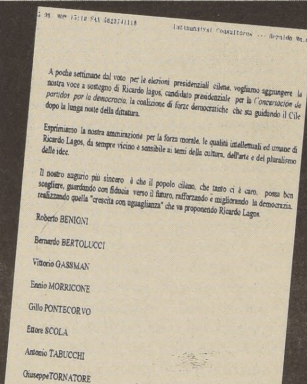 A poche settimane dal voto per le elezioni presidenziali cilene, vogliamo aggiungere la
nostra voce a sostegno di Ricardo Lagos, candidato presidenziale per la Concertación de
partidos por la democracia, la coalizione di forze democratiche che sta guidando il Cile
dopo la lunga notte della dittatura.
Esprimiamo la nostra ammirazione per la forza morale, le qualità intellettuali ed umane di
Ricardo Lagos, da sempre vicino e sensibile ai temi della cultura, dell'arte e del pluralismo
delle idee.
Il nostro augurio più sincero è che il popolo cileno, che tanto ci è caro, possa ben
scegliere, guardando con fiducia verso il futuro, rafforzando e migliorando la democrazia,
realizzando quella "crescita con uguaglianza" che va proponendo Ricardo Lagos.
Roberto BENIGNI
Bernardo BERTOLUCCI
Vittorio GASSMAN
Ennio MORRICONE
Gillo PONTECORVO
Ettore SCOLA
Antonio TABUCCHI
GiuseppeTORNATORE